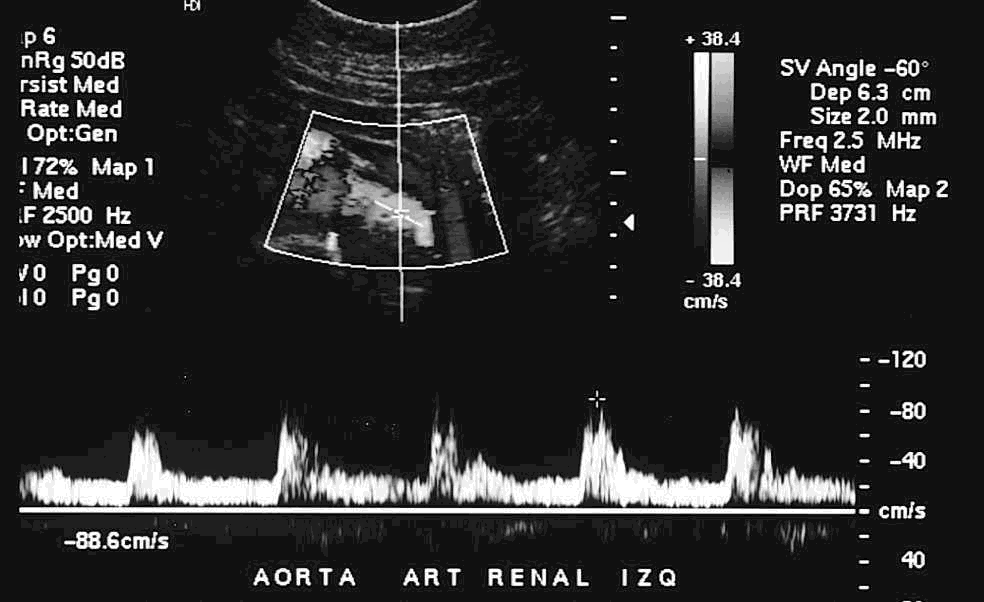 HDI
p 6
nRg 50dB
rsist Med
Rate Med
Opt:Gen
172% Map 1
F Med
RF 2500 Hz
ow Opt:Med V
V 0 Pg 0
I 0 Pg 0
+ 38.4
- 38.4
cm/s
SV Angle -60°
Dep 6.3 cm
Size 2.0 mm
Freq 2.5 MHz
WF Med
Dop 65% Map 2
PRF 3731 Hz
-120
-80
-40
cm/s
40
-88.6cm/s
AORTA ART RENAL IZQ